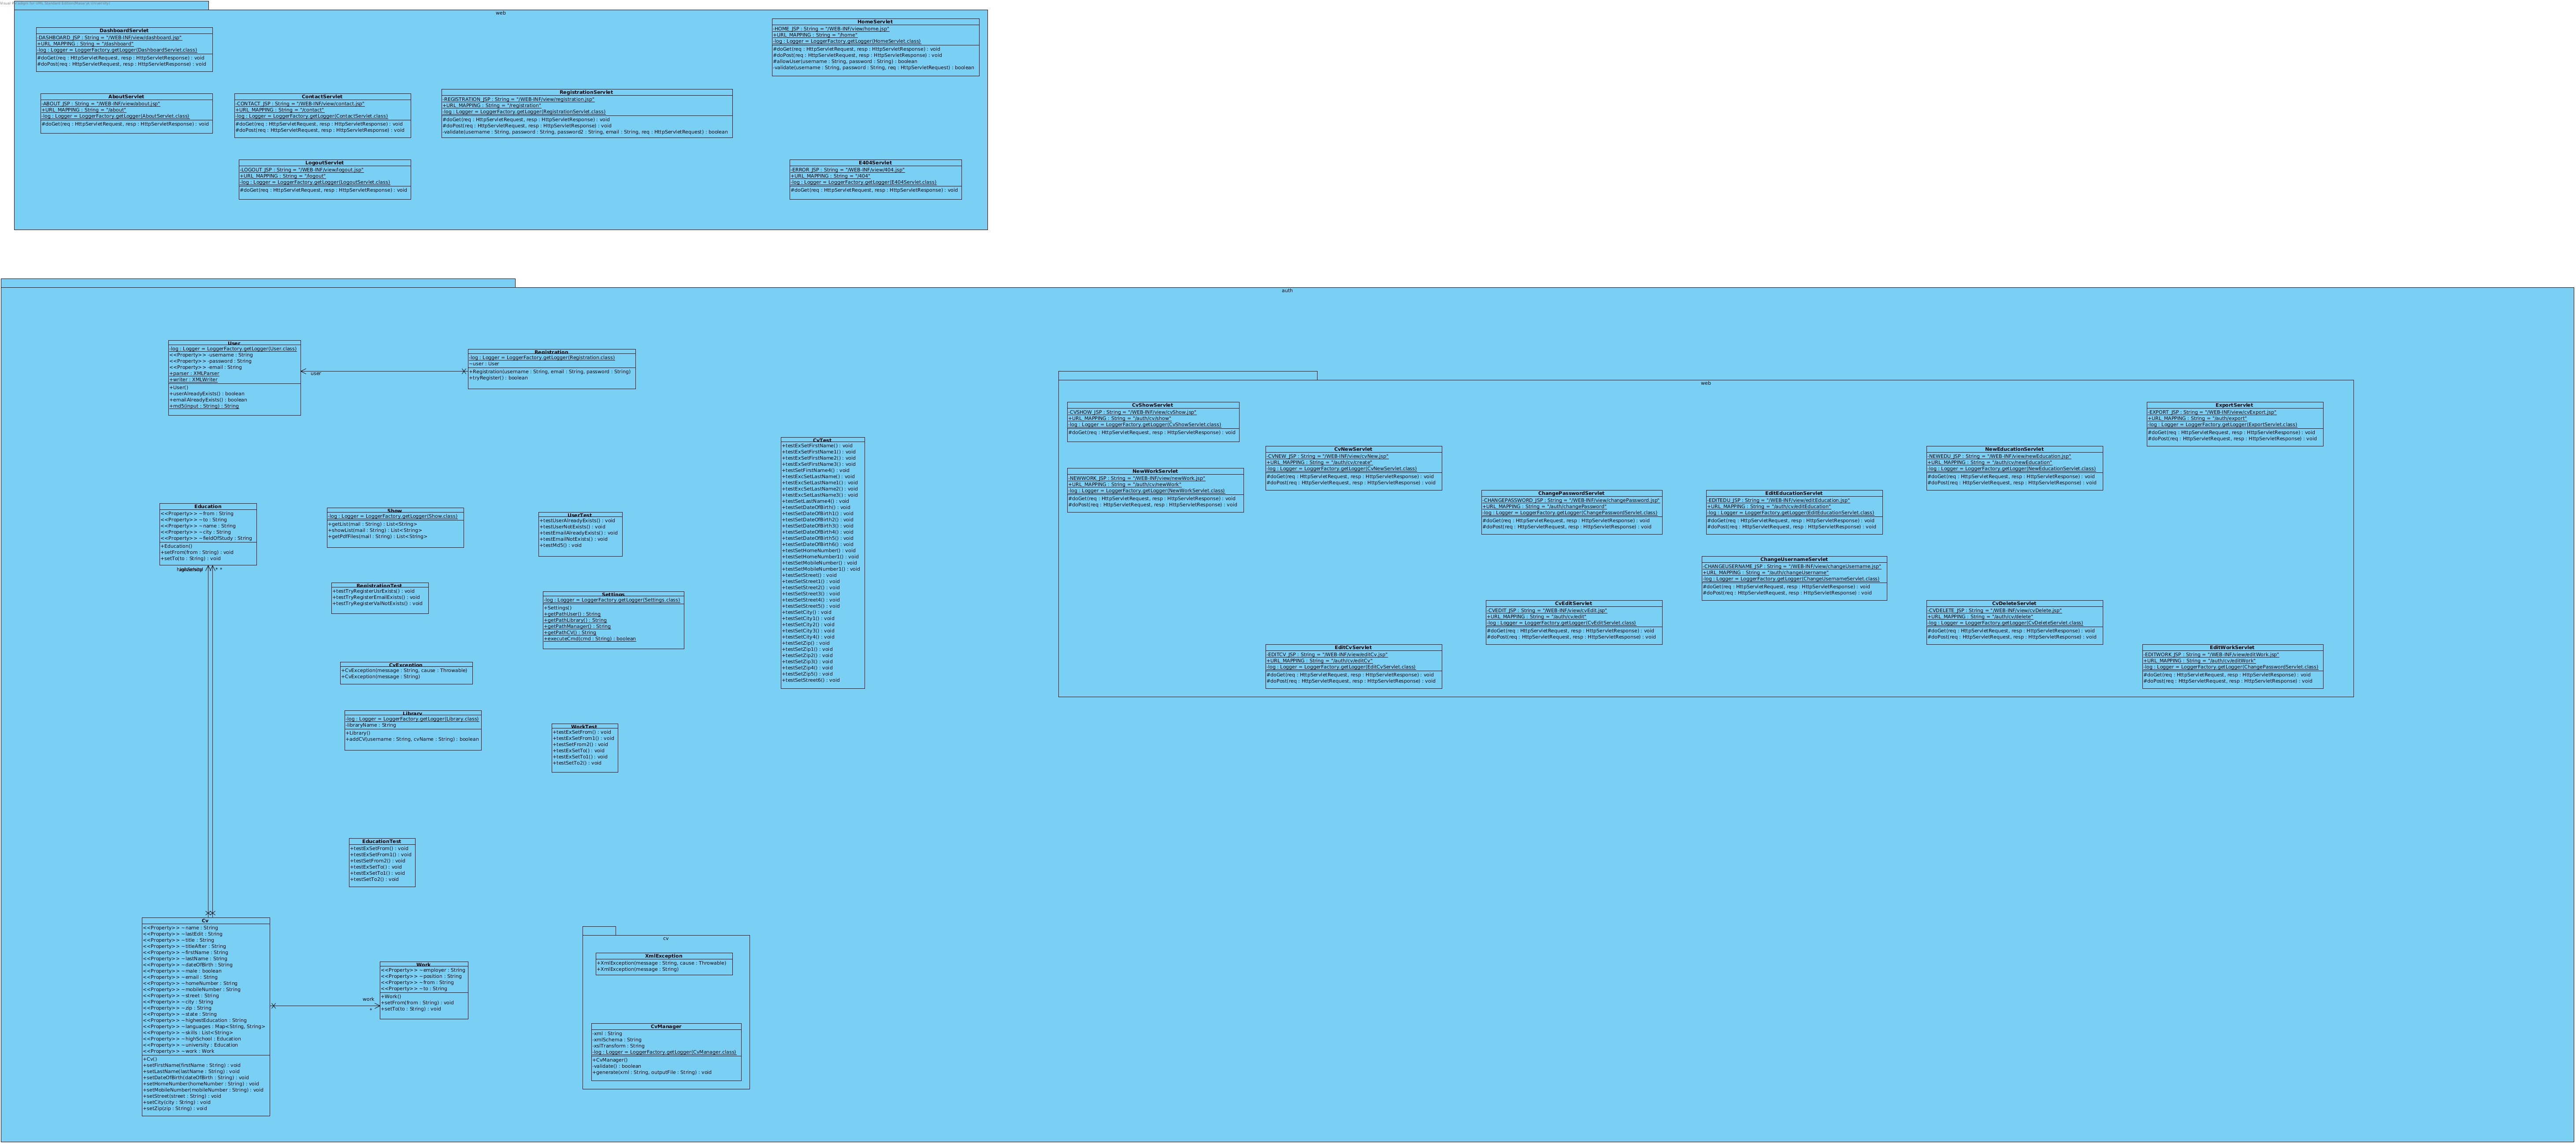 web
DashboardServlet
-DASHBOARD_JSP : String = "/WEB-INF/view/dashboard.jsp"
+URL_MAPPING : String = "/dashboard"
-log : Logger = LoggerFactory.getLogger(DashboardServlet.class)
#doGet(req : HttpServletRequest, resp : HttpServletResponse) : void
#doPost(req : HttpServletRequest, resp : HttpServletResponse) : void
HomeServlet
-HOME_JSP : String = "/WEB-INF/view/home.jsp"
+URL_MAPPING : String = "/home"
-log : Logger = LoggerFactory.getLogger(HomeServlet.class)
#doGet(req : HttpServletRequest, resp : HttpServletResponse) : void
#doPost(req : HttpServletRequest, resp : HttpServletResponse) : void
#allowUser(username : String, password : String) : boolean
-validate(username : String, password : String, req : HttpServletRequest) : boolean
AboutServlet
-ABOUT_JSP : String = "/WEB-INF/view/about.jsp"
+URL_MAPPING : String = "/about"
-log : Logger = LoggerFactory.getLogger(AboutServlet.class)
#doGet(req : HttpServletRequest, resp : HttpServletResponse) : void
ContactServlet
-CONTACT_JSP : String = "/WEB-INF/view/contact.jsp"
+URL_MAPPING : String = "/contact"
-log : Logger = LoggerFactory.getLogger(ContactServlet.class)
#doGet(req : HttpServletRequest, resp : HttpServletResponse) : void
#doPost(req : HttpServletRequest, resp : HttpServletResponse) : void
RegistrationServlet
-REGISTRATION_JSP : String = "/WEB-INF/view/registration.jsp"
+URL_MAPPING : String = "/registration"
-log : Logger = LoggerFactory.getLogger(RegistrationServlet.class)
#doGet(req : HttpServletRequest, resp : HttpServletResponse) : void
#doPost(req : HttpServletRequest, resp : HttpServletResponse) : void
-validate(username : String, password : String, password2 : String, email : String, req : HttpServletRequest) : boolean
LogoutServlet
-LOGOUT_JSP : String = "/WEB-INF/view/logout.jsp"
+URL_MAPPING : String = "/logout"
-log : Logger = LoggerFactory.getLogger(LogoutServlet.class)
#doGet(req : HttpServletRequest, resp : HttpServletResponse) : void
E404Servlet
-ERROR_JSP : String = "/WEB-INF/view/404.jsp"
+URL_MAPPING : String = "/404"
-log : Logger = LoggerFactory.getLogger(E404Servlet.class)
#doGet(req : HttpServletRequest, resp : HttpServletResponse) : void
auth
User
-log : Logger = LoggerFactory.getLogger(User.class)
<<Property>> -username : String
<<Property>> -password : String
<<Property>> -email : String
+parser : XMLParser
+writer : XMLWriter
+User()
+userAlreadyExists() : boolean
+emailAlreadyExists() : boolean
+md5(input : String) : String
user
Registration
-log : Logger = LoggerFactory.getLogger(Registration.class)
~user : User
+Registration(username : String, email : String, password : String)
+tryRegister() : boolean
Education
<<Property>> ~from : String
<<Property>> ~to : String
<<Property>> ~name : String
<<Property>> ~city : String
<<Property>> ~fieldOfStudy : String
+Education()
+setFrom(from : String) : void
+setTo(to : String) : void
* *
Show
-log : Logger = LoggerFactory.getLogger(Show.class)
+getList(mail : String) : List<String>
+showList(mail : String) : List<String>
+getPdfFiles(mail : String) : List<String>
UserTest
+testUserAlreadyExists() : void
+testUserNotExists() : void
+testEmailAlreadyExists() : void
+testEmailNotExists() : void
+testMd5() : void
CvTest
+testExSetFirstName() : void
+testExSetFirstName1() : void
+testExSetFirstName2() : void
+testExSetFirstName3() : void
+testSetFirstName4() : void
+testExcSetLastName() : void
+testExcSetLastName1() : void
+testExcSetLastName2() : void
+testExcSetLastName3() : void
+testSetLastName4() : void
+testSetDateOfBirth() : void
+testSetDateOfBirth1() : void
+testSetDateOfBirth2() : void
+testSetDateOfBirth3() : void
+testSetDateOfBirth4() : void
+testSetDateOfBirth5() : void
+testSetDateOfBirth6() : void
+testSetHomeNumber() : void
+testSetHomeNumber1() : void
+testSetMobileNumber() : void
+testSetMobileNumber1() : void
+testSetStreet() : void
+testSetStreet1() : void
+testSetStreet2() : void
+testSetStreet3() : void
+testSetStreet4() : void
+testSetStreet5() : void
+testSetCity() : void
+testSetCity1() : void
+testSetCity2() : void
+testSetCity3() : void
+testSetCity4() : void
+testSetZip() : void
+testSetZip1() : void
+testSetZip2() : void
+testSetZip3() : void
+testSetZip4() : void
+testSetZip5() : void
+testSetStreet6() : void
RegistrationTest
+testTryRegisterUsrExists() : void
+testTryRegisterEmailExists() : void
+testTryRegisterValNotExists() : void
Settings
-log : Logger = LoggerFactory.getLogger(Settings.class)
+Settings()
+getPathUser() : String
+getPathLibrary() : String
+getPathManager() : String
+getPathCV() : String
+executeCmd(cmd : String) : boolean
CvException
+CvException(message : String, cause : Throwable)
+CvException(message : String)
Library
-log : Logger = LoggerFactory.getLogger(Library.class)
-libraryName : String
+Library()
+addCV(username : String, cvName : String) : boolean
WorkTest
+testExSetFrom() : void
+testExSetFrom1() : void
+testSetFrom2() : void
+testExSetTo() : void
+testExSetTo1() : void
+testSetTo2() : void
EducationTest
+testExSetFrom() : void
+testExSetFrom1() : void
+testSetFrom2() : void
+testExSetTo() : void
+testExSetTo1() : void
+testSetTo2() : void
Cv
<<Property>> ~name : String
<<Property>> ~lastEdit : String
<<Property>> ~title : String
<<Property>> ~titleAfter : String
<<Property>> ~firstName : String
<<Property>> ~lastName : String
<<Property>> ~dateOfBirth : String
<<Property>> ~male : boolean
<<Property>> ~email : String
<<Property>> ~homeNumber : String
<<Property>> ~mobileNumber : String
<<Property>> ~street : String
<<Property>> ~city : String
<<Property>> ~zip : String
<<Property>> ~state : String
<<Property>> ~highestEducation : String
<<Property>> ~languages : Map<String, String>
<<Property>> ~skills : List<String>
<<Property>> ~highSchool : Education
<<Property>> ~university : Education
<<Property>> ~work : Work
+Cv()
+setFirstName(firstName : String) : void
+setLastName(lastName : String) : void
+setDateOfBirth(dateOfBirth : String) : void
+setHomeNumber(homeNumber : String) : void
+setMobileNumber(mobileNumber : String) : void
+setStreet(street : String) : void
+setCity(city : String) : void
+setZip(zip : String) : void
work
*
Work
<<Property>> ~employer : String
<<Property>> ~position : String
<<Property>> ~from : String
<<Property>> ~to : String
+Work()
+setFrom(from : String) : void
+setTo(to : String) : void
cv
XmlException
+XmlException(message : String, cause : Throwable)
+XmlException(message : String)
CvManager
-xml : String
-xmlSchema : String
-xslTransform : String
-log : Logger = LoggerFactory.getLogger(CvManager.class)
+CvManager()
-validate() : boolean
+generate(xml : String, outputFile : String) : void
web
CvShowServlet
-CVSHOW_JSP : String = "/WEB-INF/view/cvShow.jsp"
+URL_MAPPING : String = "/auth/cv/show"
-log : Logger = LoggerFactory.getLogger(CvShowServlet.class)
#doGet(req : HttpServletRequest, resp : HttpServletResponse) : void
ExportServlet
-EXPORT_JSP : String = "/WEB-INF/view/cvExport.jsp"
+URL_MAPPING : String = "/auth/export"
-log : Logger = LoggerFactory.getLogger(ExportServlet.class)
#doGet(req : HttpServletRequest, resp : HttpServletResponse) : void
#doPost(req : HttpServletRequest, resp : HttpServletResponse) : void
CvNewServlet
-CVNEW_JSP : String = "/WEB-INF/view/cvNew.jsp"
+URL_MAPPING : String = "/auth/cv/create"
-log : Logger = LoggerFactory.getLogger(CvNewServlet.class)
#doGet(req : HttpServletRequest, resp : HttpServletResponse) : void
#doPost(req : HttpServletRequest, resp : HttpServletResponse) : void
NewEducationServlet
-NEWEDU_JSP : String = "/WEB-INF/view/newEducation.jsp"
+URL_MAPPING : String = "/auth/cv/newEducation"
-log : Logger = LoggerFactory.getLogger(NewEducationServlet.class)
#doGet(req : HttpServletRequest, resp : HttpServletResponse) : void
#doPost(req : HttpServletRequest, resp : HttpServletResponse) : void
NewWorkServlet
-NEWWORK_JSP : String = "/WEB-INF/view/newWork.jsp"
+URL_MAPPING : String = "/auth/cv/newWork"
-log : Logger = LoggerFactory.getLogger(NewWorkServlet.class)
#doGet(req : HttpServletRequest, resp : HttpServletResponse) : void
#doPost(req : HttpServletRequest, resp : HttpServletResponse) : void
ChangePasswordServlet
-CHANGEPASSWORD_JSP : String = "/WEB-INF/view/changePassword.jsp"
+URL_MAPPING : String = "/auth/changePassword"
-log : Logger = LoggerFactory.getLogger(ChangePasswordServlet.class)
#doGet(req : HttpServletRequest, resp : HttpServletResponse) : void
#doPost(req : HttpServletRequest, resp : HttpServletResponse) : void
EditEducationServlet
-EDITEDU_JSP : String = "/WEB-INF/view/editEducation.jsp"
+URL_MAPPING : String = "/auth/cv/editEducation"
-log : Logger = LoggerFactory.getLogger(EditEducationServlet.class)
#doGet(req : HttpServletRequest, resp : HttpServletResponse) : void
#doPost(req : HttpServletRequest, resp : HttpServletResponse) : void
ChangeUsernameServlet
-CHANGEUSERNAME_JSP : String = "/WEB-INF/view/changeUsername.jsp"
+URL_MAPPING : String = "/auth/changeUsername"
-log : Logger = LoggerFactory.getLogger(ChangeUsernameServlet.class)
#doGet(req : HttpServletRequest, resp : HttpServletResponse) : void
#doPost(req : HttpServletRequest, resp : HttpServletResponse) : void
CvEditServlet
-CVEDIT_JSP : String = "/WEB-INF/view/cvEdit.jsp"
+URL_MAPPING : String = "/auth/cv/edit"
-log : Logger = LoggerFactory.getLogger(CvEditServlet.class)
#doGet(req : HttpServletRequest, resp : HttpServletResponse) : void
#doPost(req : HttpServletRequest, resp : HttpServletResponse) : void
CvDeleteServlet
-CVDELETE_JSP : String = "/WEB-INF/view/cvDelete.jsp"
+URL_MAPPING : String = "/auth/cv/delete"
-log : Logger = LoggerFactory.getLogger(CvDeleteServlet.class)
#doGet(req : HttpServletRequest, resp : HttpServletResponse) : void
#doPost(req : HttpServletRequest, resp : HttpServletResponse) : void
EditCvServlet
-EDITCV_JSP : String = "/WEB-INF/view/editCv.jsp"
+URL_MAPPING : String = "/auth/cv/editCv"
-log : Logger = LoggerFactory.getLogger(EditCvServlet.class)
#doGet(req : HttpServletRequest, resp : HttpServletResponse) : void
#doPost(req : HttpServletRequest, resp : HttpServletResponse) : void
EditWorkServlet
-EDITWORK_JSP : String = "/WEB-INF/view/editWork.jsp"
+URL_MAPPING : String = "/auth/cv/editWork"
-log : Logger = LoggerFactory.getLogger(ChangePasswordServlet.class)
#doGet(req : HttpServletRequest, resp : HttpServletResponse) : void
#doPost(req : HttpServletRequest, resp : HttpServletResponse) : void